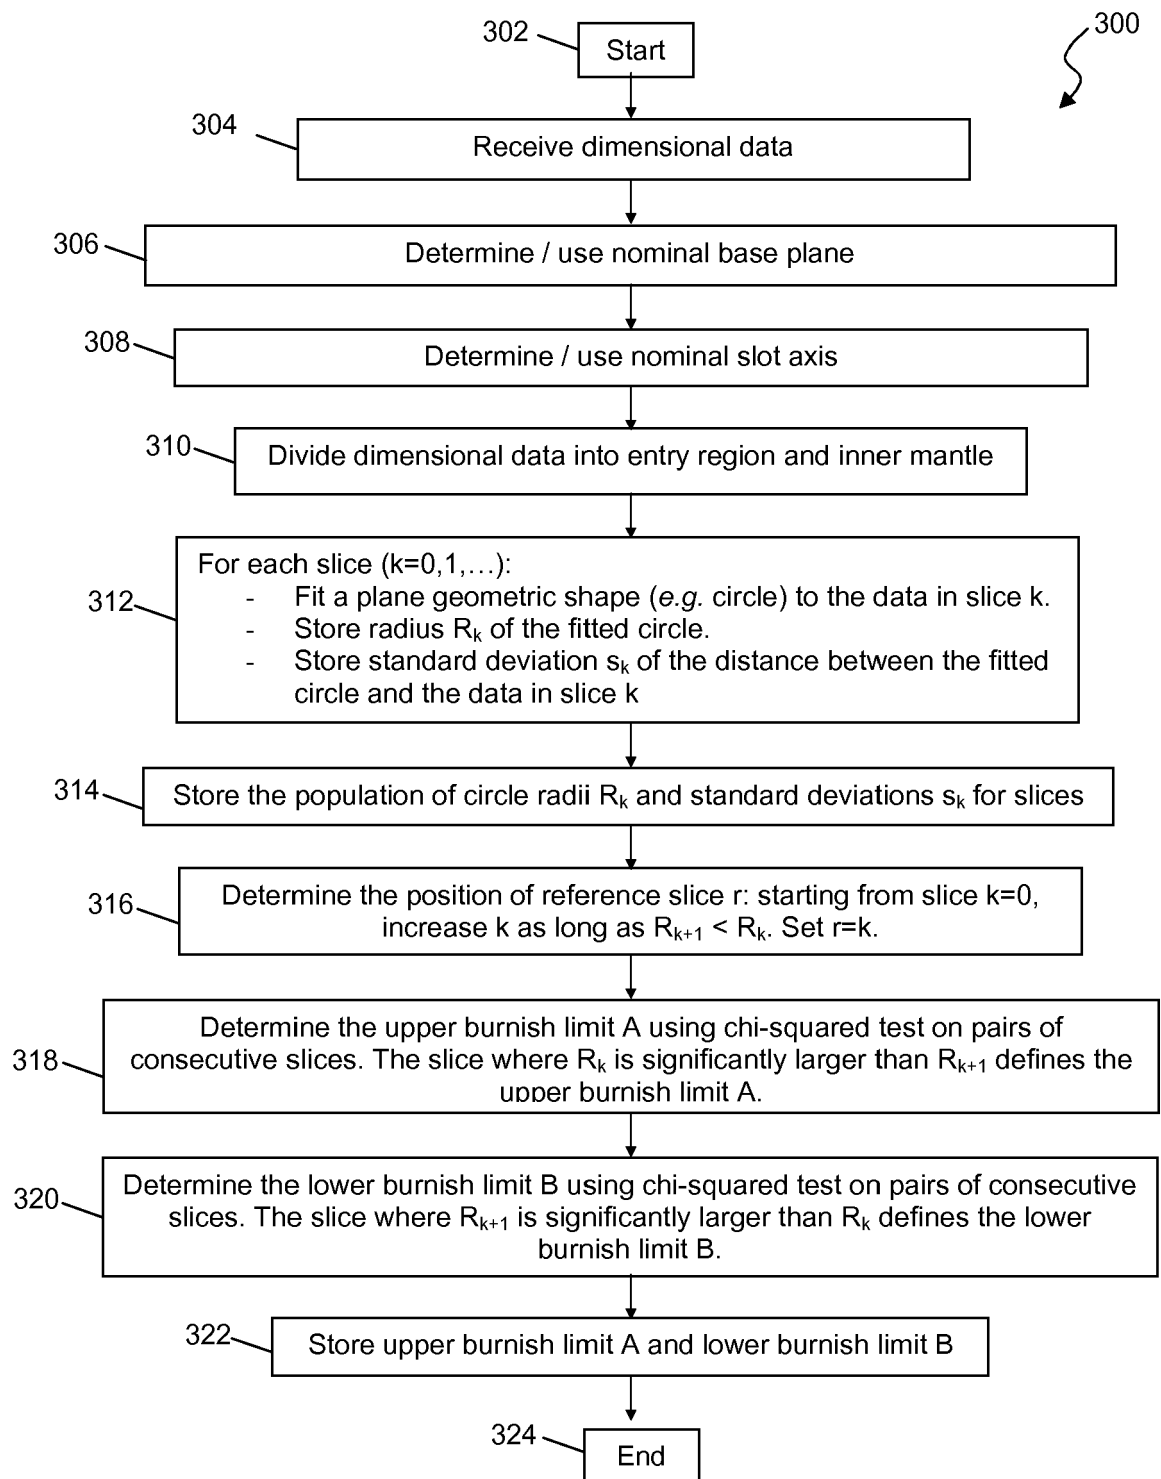 300
302
Start
304
Receive dimensional data
306
Determine / use nominal base plane
308
Determine / use nominal slot axis
310
Divide dimensional data into entry region and inner mantle
312
For each slice (k=0,1,…):
- Fit a plane geometric shape (e.g. circle) to the data in slice k.
- Store radius Rk of the fitted circle.
- Store standard deviation sk of the distance between the fitted
circle and the data in slice k
314
Store the population of circle radii Rk and standard deviations sk for slices
316
Determine the position of reference slice r: starting from slice k=0,
increase k as long as Rk+1 < Rk. Set r=k.
318
Determine the upper burnish limit A using chi-squared test on pairs of
consecutive slices. The slice where Rk is significantly larger than Rk+1 defines the
upper burnish limit A.
320
Determine the lower burnish limit B using chi-squared test on pairs of consecutive
slices. The slice where Rk+1 is significantly larger than Rk defines the lower
burnish limit B.
322
Store upper burnish limit A and lower burnish limit B
324
End